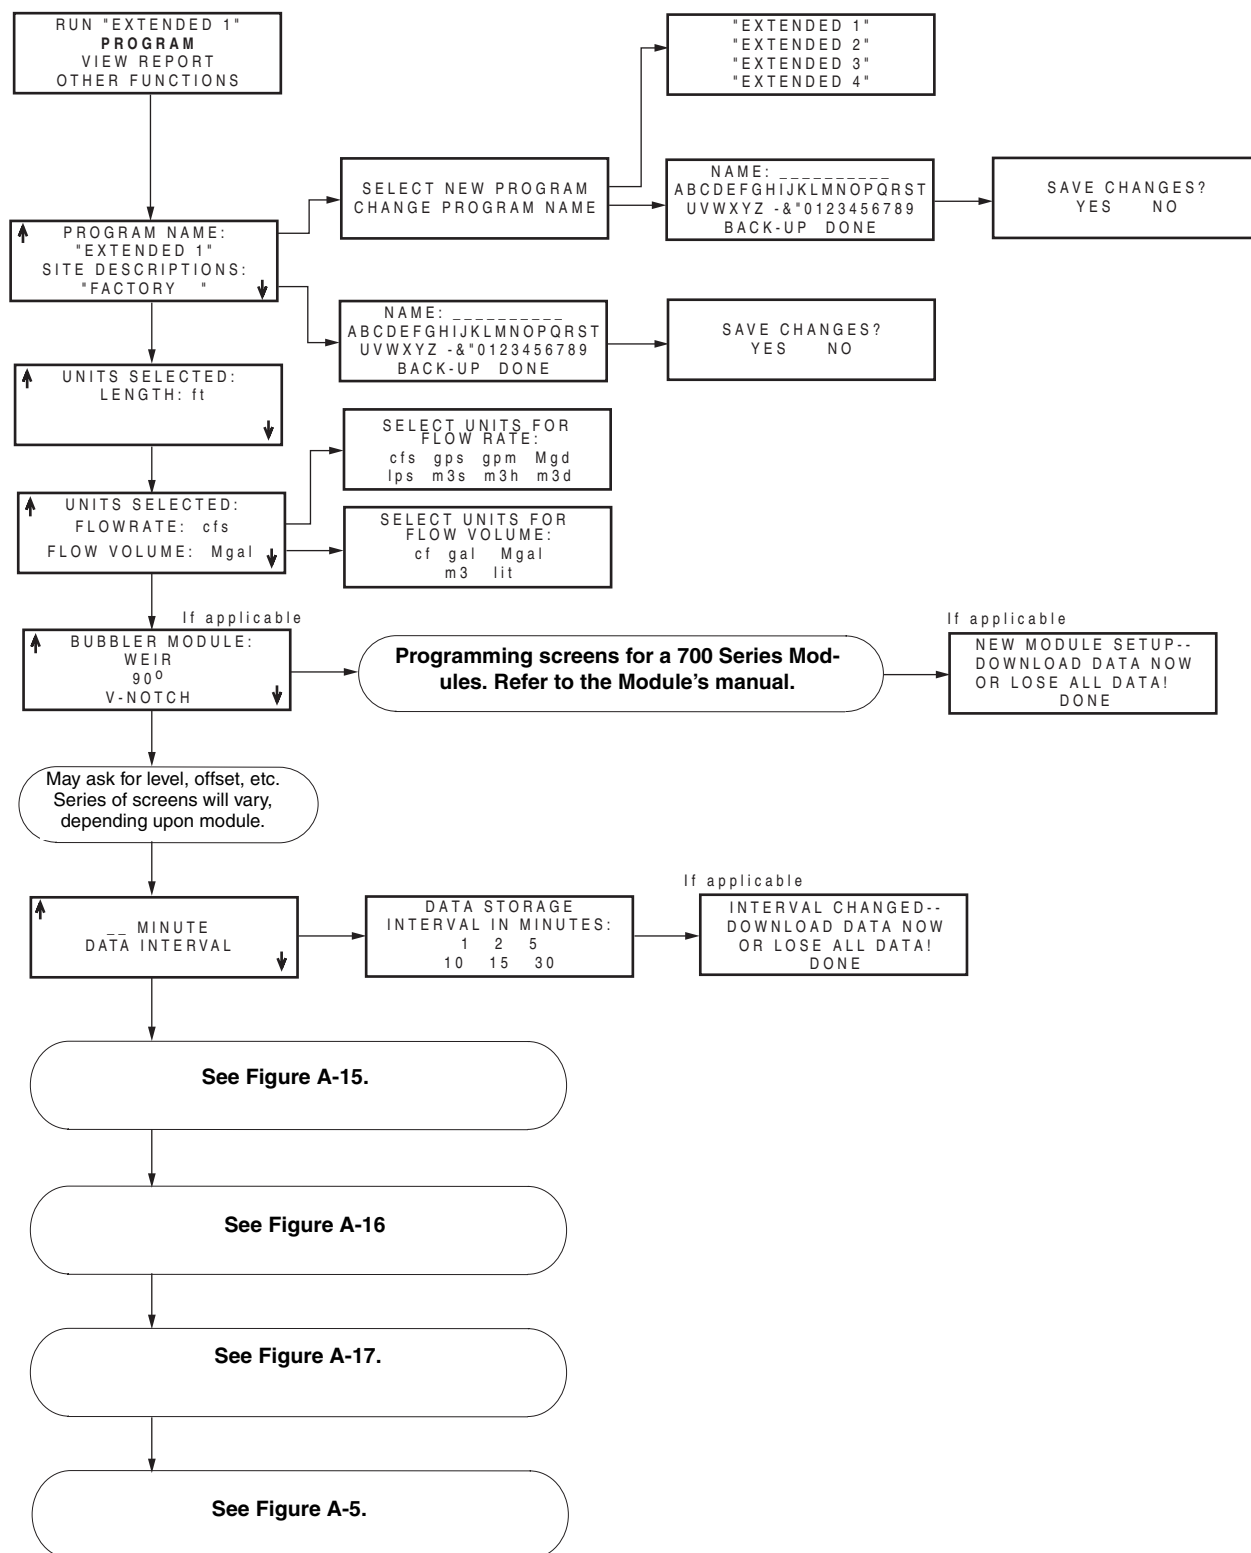 RUN "EXTENDED 1"
PROGRAM
VIEW REPORT
OTHER FUNCTIONS
"EXTENDED 1"
"EXTENDED 2"
"EXTENDED 3"
"EXTENDED 4"
SELECT NEW PROGRAM
CHANGE PROGRAM NAME
NAME: __________
ABCDEFGHIJKLMNOPQRST
UVWXYZ -&"0123456789
BACK-UP DONE
SAVE CHANGES?
YES NO
PROGRAM NAME:
"EXTENDED 1"
SITE DESCRIPTIONS:
"FACTORY "
NAME: __________
ABCDEFGHIJKLMNOPQRST
UVWXYZ -&"0123456789
BACK-UP DONE
SAVE CHANGES?
YES NO
UNITS SELECTED:
LENGTH: ft
SELECT UNITS FOR
FLOW RATE:
cfs gps gpm Mgd
lps m3s m3h m3d
UNITS SELECTED:
FLOWRATE: cfs
FLOW VOLUME: Mgal
SELECT UNITS FOR
FLOW VOLUME:
cf gal Mgal
m3 lit
If applicable
BUBBLER MODULE:
WEIR
90º
V-NOTCH
Programming screens for a 700 Series Mod-
ules. Refer to the Module’s manual.
If applicable
NEW MODULE SETUP--
DOWNLOAD DATA NOW
OR LOSE ALL DATA!
DONE
May ask for level, offset, etc.
Series of screens will vary,
depending upon module.
__ MINUTE
DATA INTERVAL
DATA STORAGE
INTERVAL IN MINUTES:
1 2 5
10 15 30
If applicable
INTERVAL CHANGED--
DOWNLOAD DATA NOW
OR LOSE ALL DATA!
DONE
See Figure A-15.
See Figure A-16
See Figure A-17.
See Figure A-5.